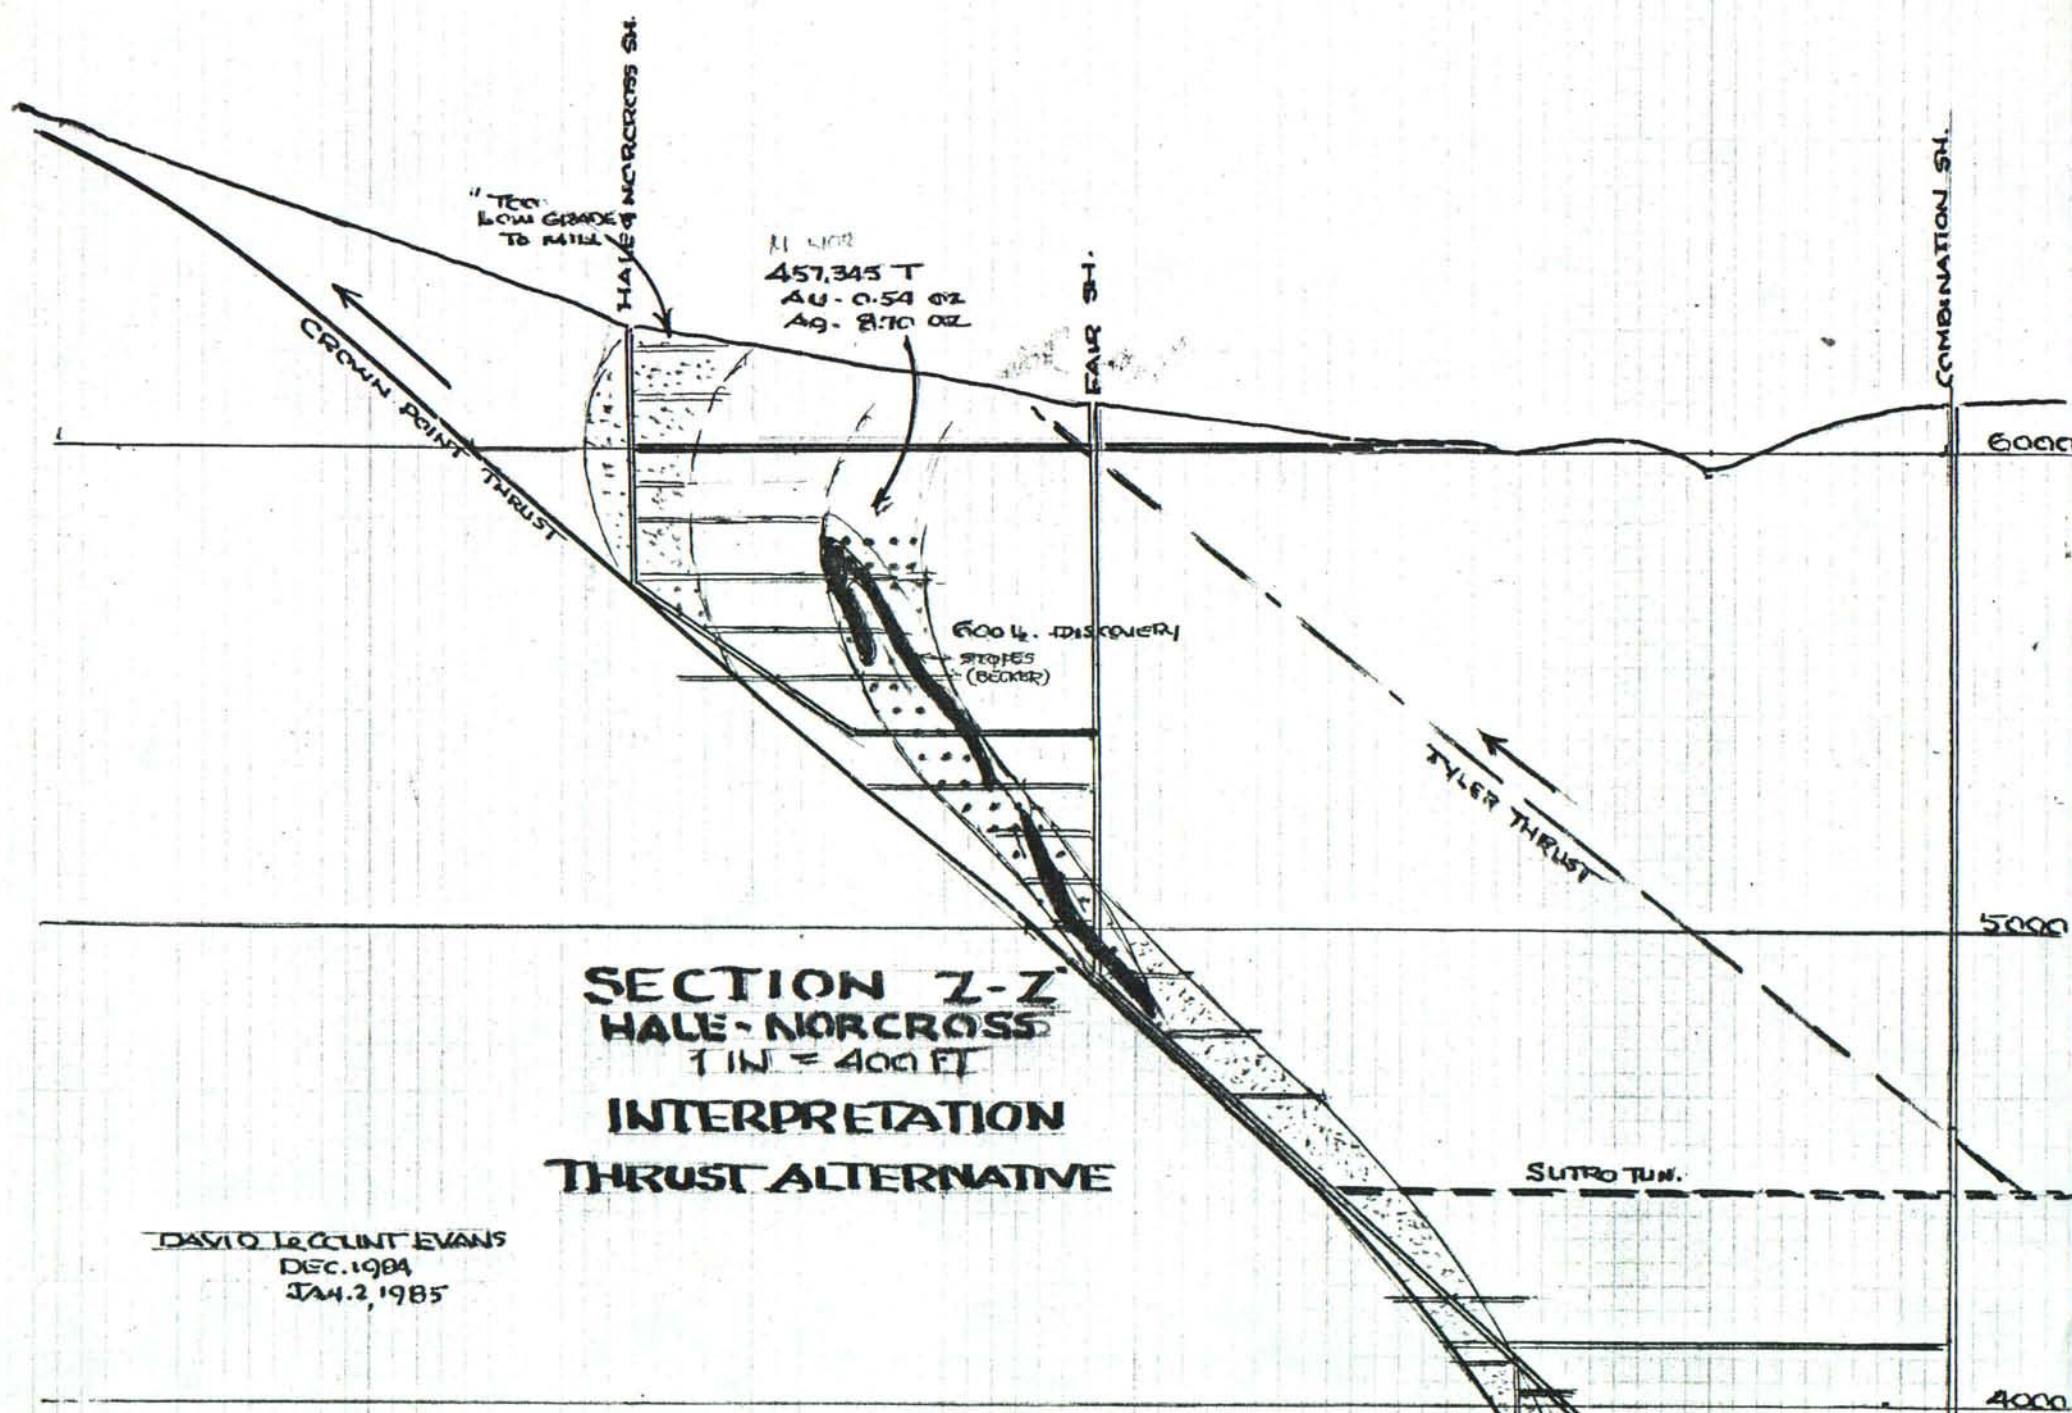 HALE & NORCROSS SH.
"TOO
LOW GRADE
TO MILL
457,345 T
AU - 0.54 OZ
AG - 8.70 OZ
FAIR SH.
COMBINATION SH.
CROWN POINT THRUST
6000
600 L. DISCOVERY
STOPES
(BECKER)
TYLER THRUST
5000
SECTION Z-Z'
HALE-NORCROSS
1 IN = 400 FT
INTERPRETATION
THRUST ALTERNATIVE
SUTRO TUN.
DAVID LeCOUNT EVANS
DEC. 1984
JAN. 2, 1985
4000